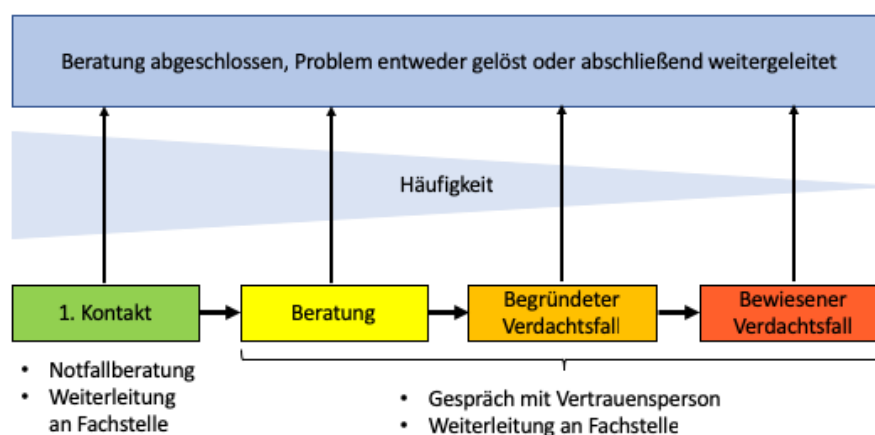 Beratung abgeschlossen, Problem entweder gelöst oder abschließend weitergeleitet
Häufigkeit
1. Kontakt
Beratung
Begründeter
Verdachtsfall
Bewiesener
Verdachtsfall
• Notfallberatung
• Weiterleitung
an Fachstelle
• Gespräch mit Vertrauensperson
• Weiterleitung an Fachstelle